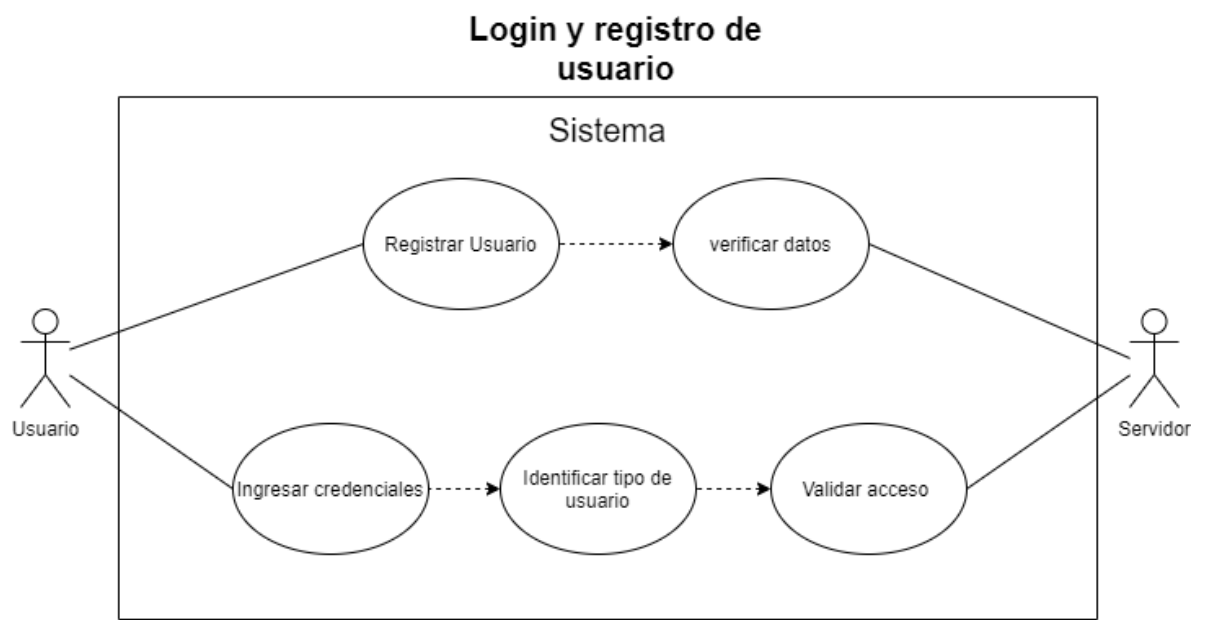 Login y registro de
usuario
Sistema
Registrar Usuario
verificar datos
Usuario
Servidor
Ingresar credenciales
Identificar tipo de
usuario
Validar acceso